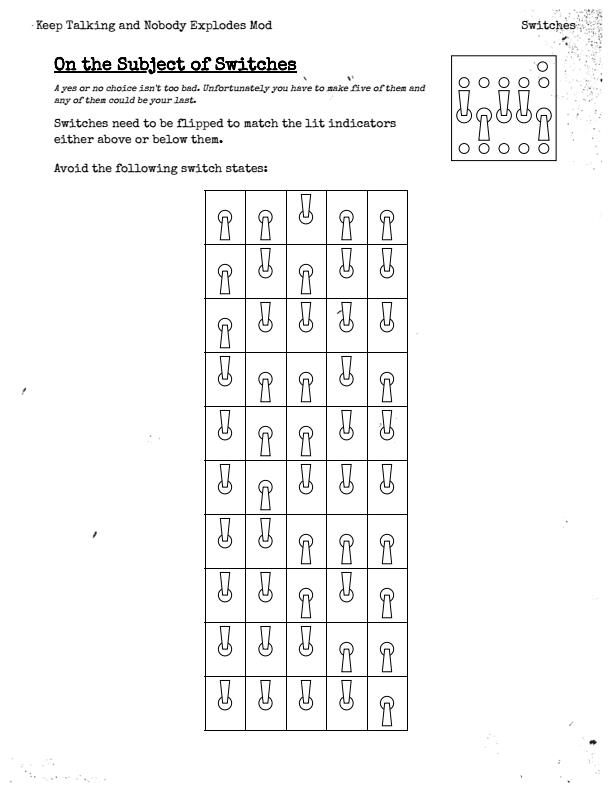 Keep Talking and Nobody Explodes Mod
Switches
On the Subject of Switches
A yes or no choice isn't too bad. Unfortunately you have to make five of them and
any of them could be your last.
Switches need to be flipped to match the lit indicators
either above or below them.
Avoid the following switch states: